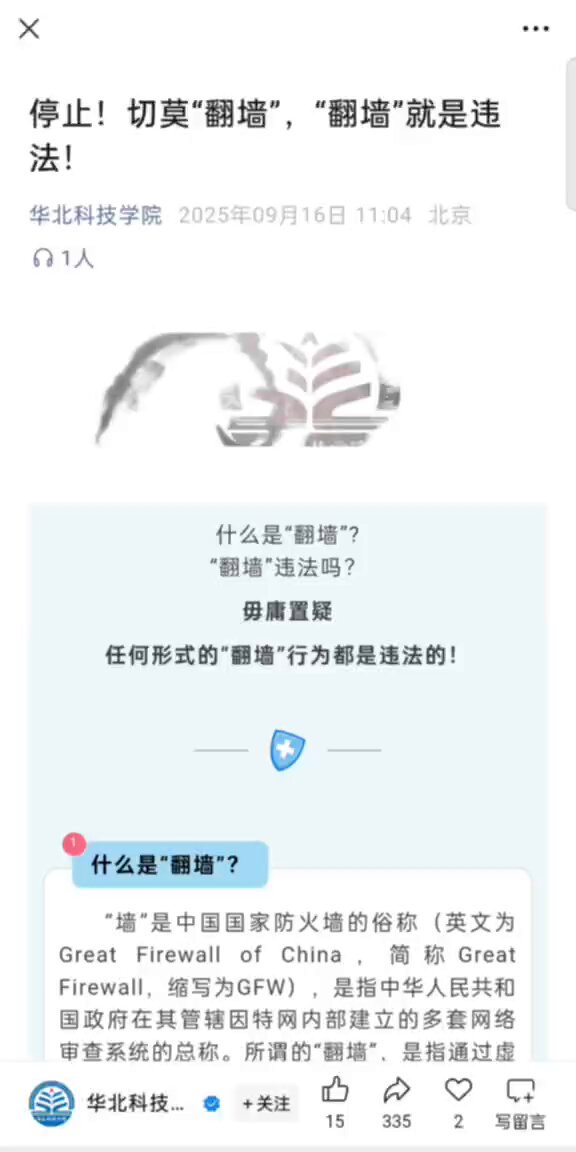 停止！切莫“翻墙”，“翻墙”就是违
法！
华北科技学院 2025年09月16日 11:04 北京
1人
什么是“翻墙”？
“翻墙”违法吗？
毋庸置疑
任何形式的“翻墙”行为都是违法的！
1
什么是“翻墙”？
“墙”是中国国家防火墙的俗称（英文为
Great Firewall of China，简称Great
Firewall，缩写为GFW），是指中华人民共和
国政府在其管辖因特网内部建立的多套网络
审查系统的总称。所谓的“翻墙”，是指通过虚
华北科技... +关注 15 335 2 写留言